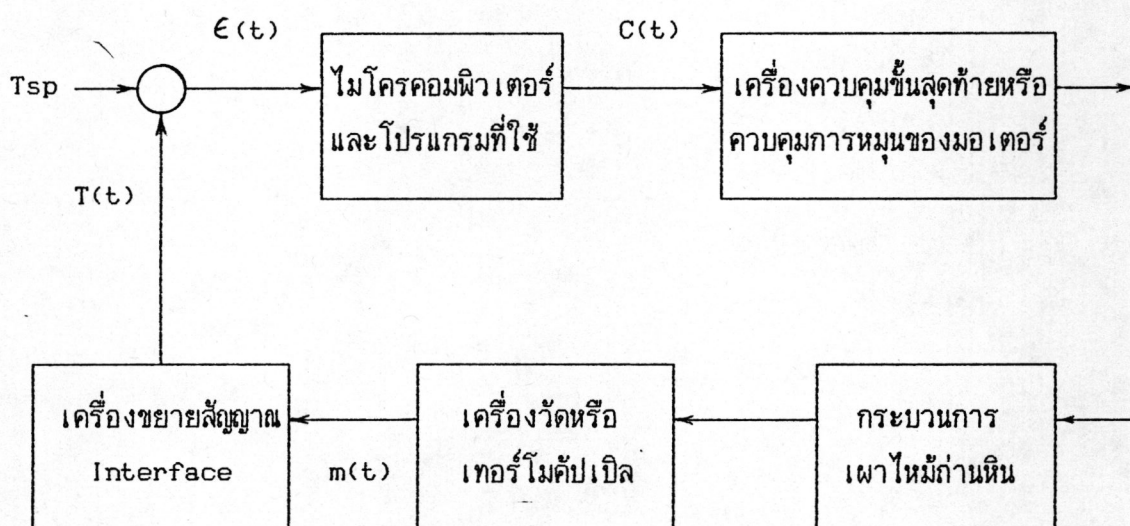 ϵ(t)
C(t)
Tsp
ไมโครคอมพิวเตอร์
และโปรแกรมที่ใช้
เครื่องควบคุมขั้นสุดท้ายหรือ
ควบคุมการหมุนของมอเตอร์
T(t)
เครื่องขยายสัญญาณ
Interface
m(t)
เครื่องวัดหรือ
เทอร์โมคัปเปิล
กระบวนการ
เผาไหม้ถ่านหิน